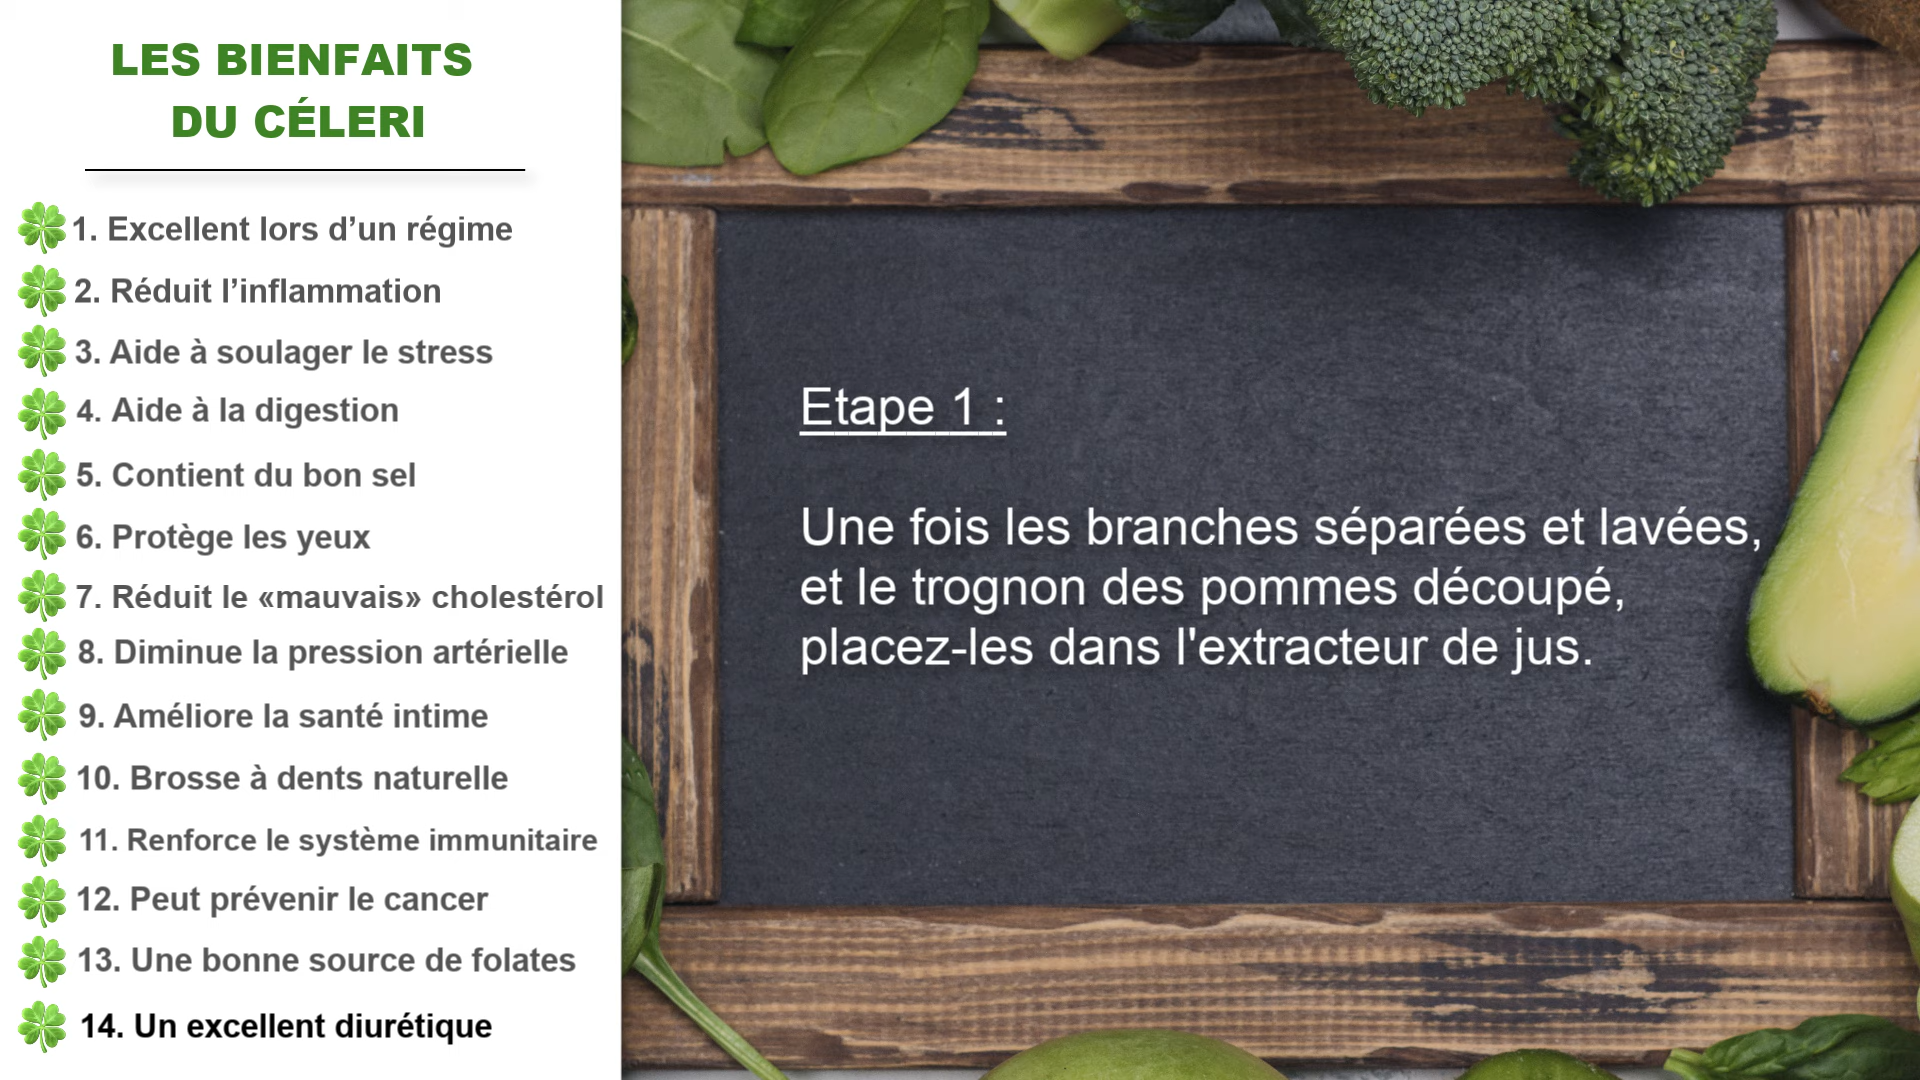 LES BIENFAITS
DU CÉLERI
1. Excellent lors d’un régime
2. Réduit l’inflammation
3. Aide à soulager le stress
4. Aide à la digestion
5. Contient du bon sel
6. Protège les yeux
7. Réduit le «mauvais» cholestérol
8. Diminue la pression artérielle
9. Améliore la santé intime
10. Brosse à dents naturelle
11. Renforce le système immunitaire
12. Peut prévenir le cancer
13. Une bonne source de folates
14. Un excellent diurétique
Etape 1 :
Une fois les branches séparées et lavées,
et le trognon des pommes découpé,
placez-les dans l'extracteur de jus.